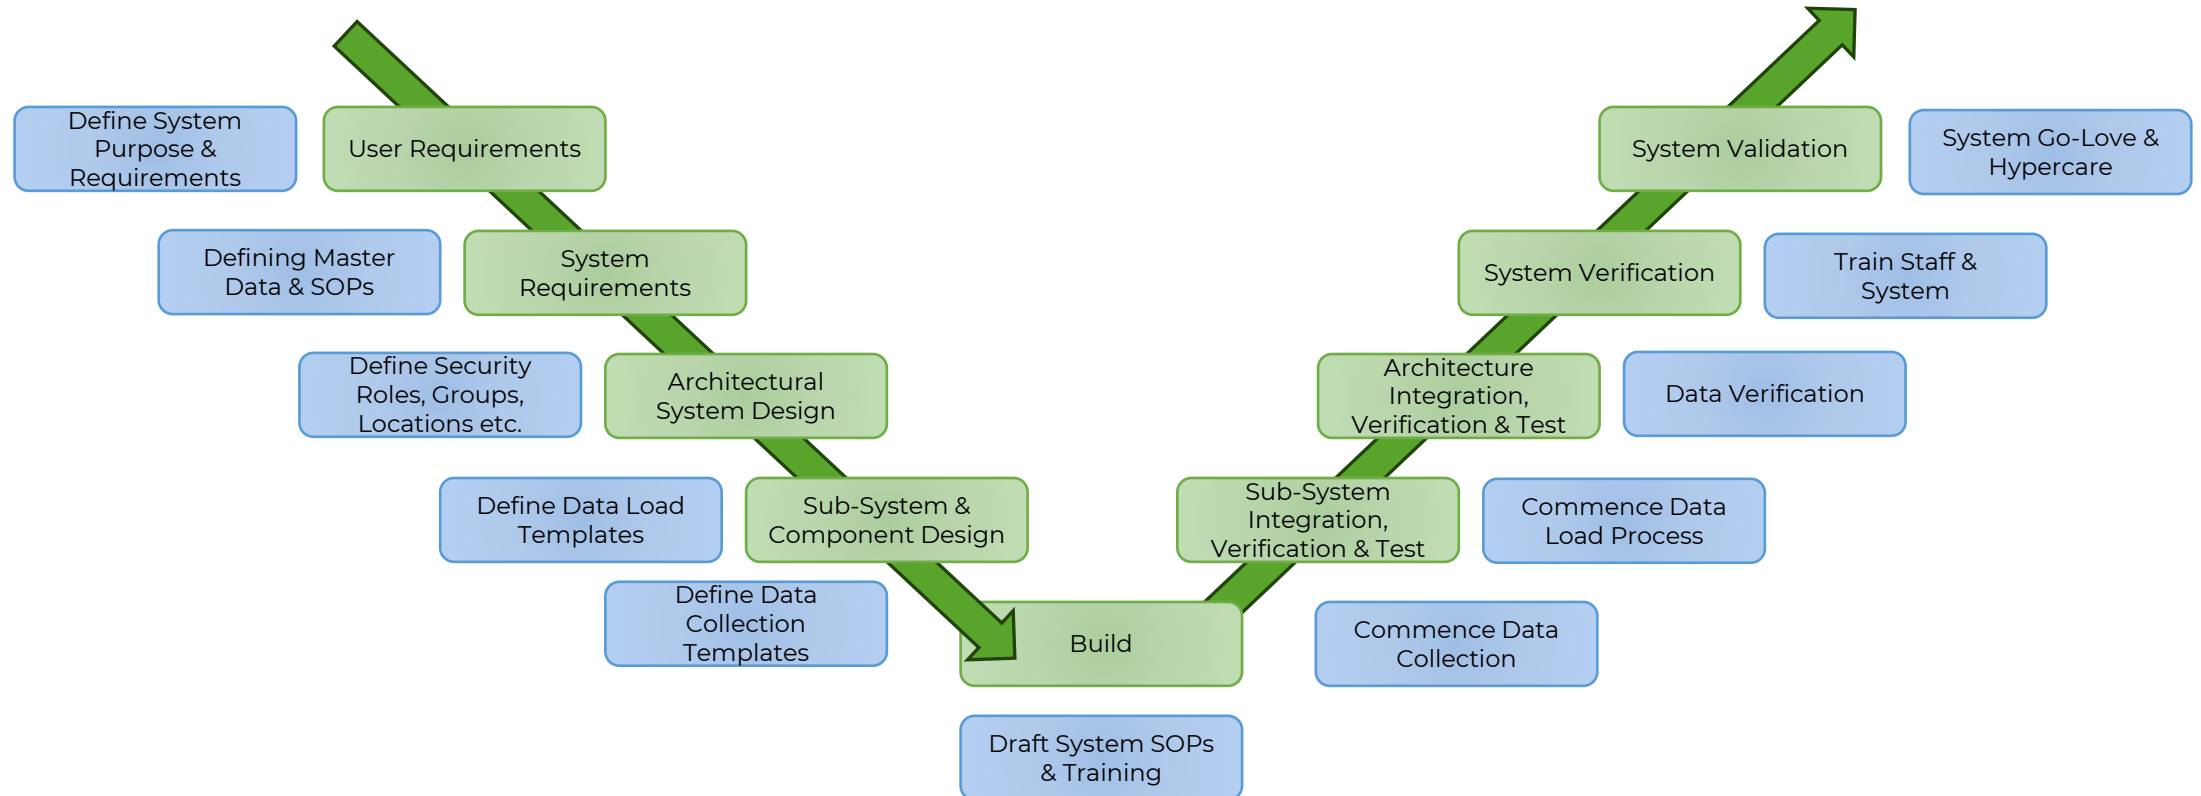 Define System
Purpose &
Requirements
User Requirements
System Validation
System Go-Love &
Hypercare
Defining Master
Data & SOPs
System
Requirements
System Verification
Train Staff &
System
Define Security
Roles, Groups,
Locations etc.
Architectural
System Design
Architecture
Integration,
Verification & Test
Data Verification
Define Data Load
Templates
Sub-System &
Component Design
Sub-System
Integration,
Verification & Test
Commence Data
Load Process
Define Data
Collection
Templates
Build
Commence Data
Collection
Draft System SOPs
& Training